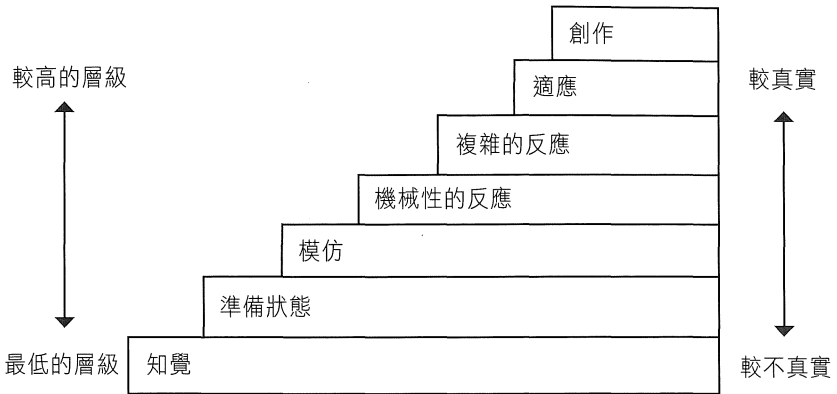 創作
較高的層級
較真實
適應
複雜的反應
機械性的反應
模仿
準備狀態
最低的層級
知覺
較不真實